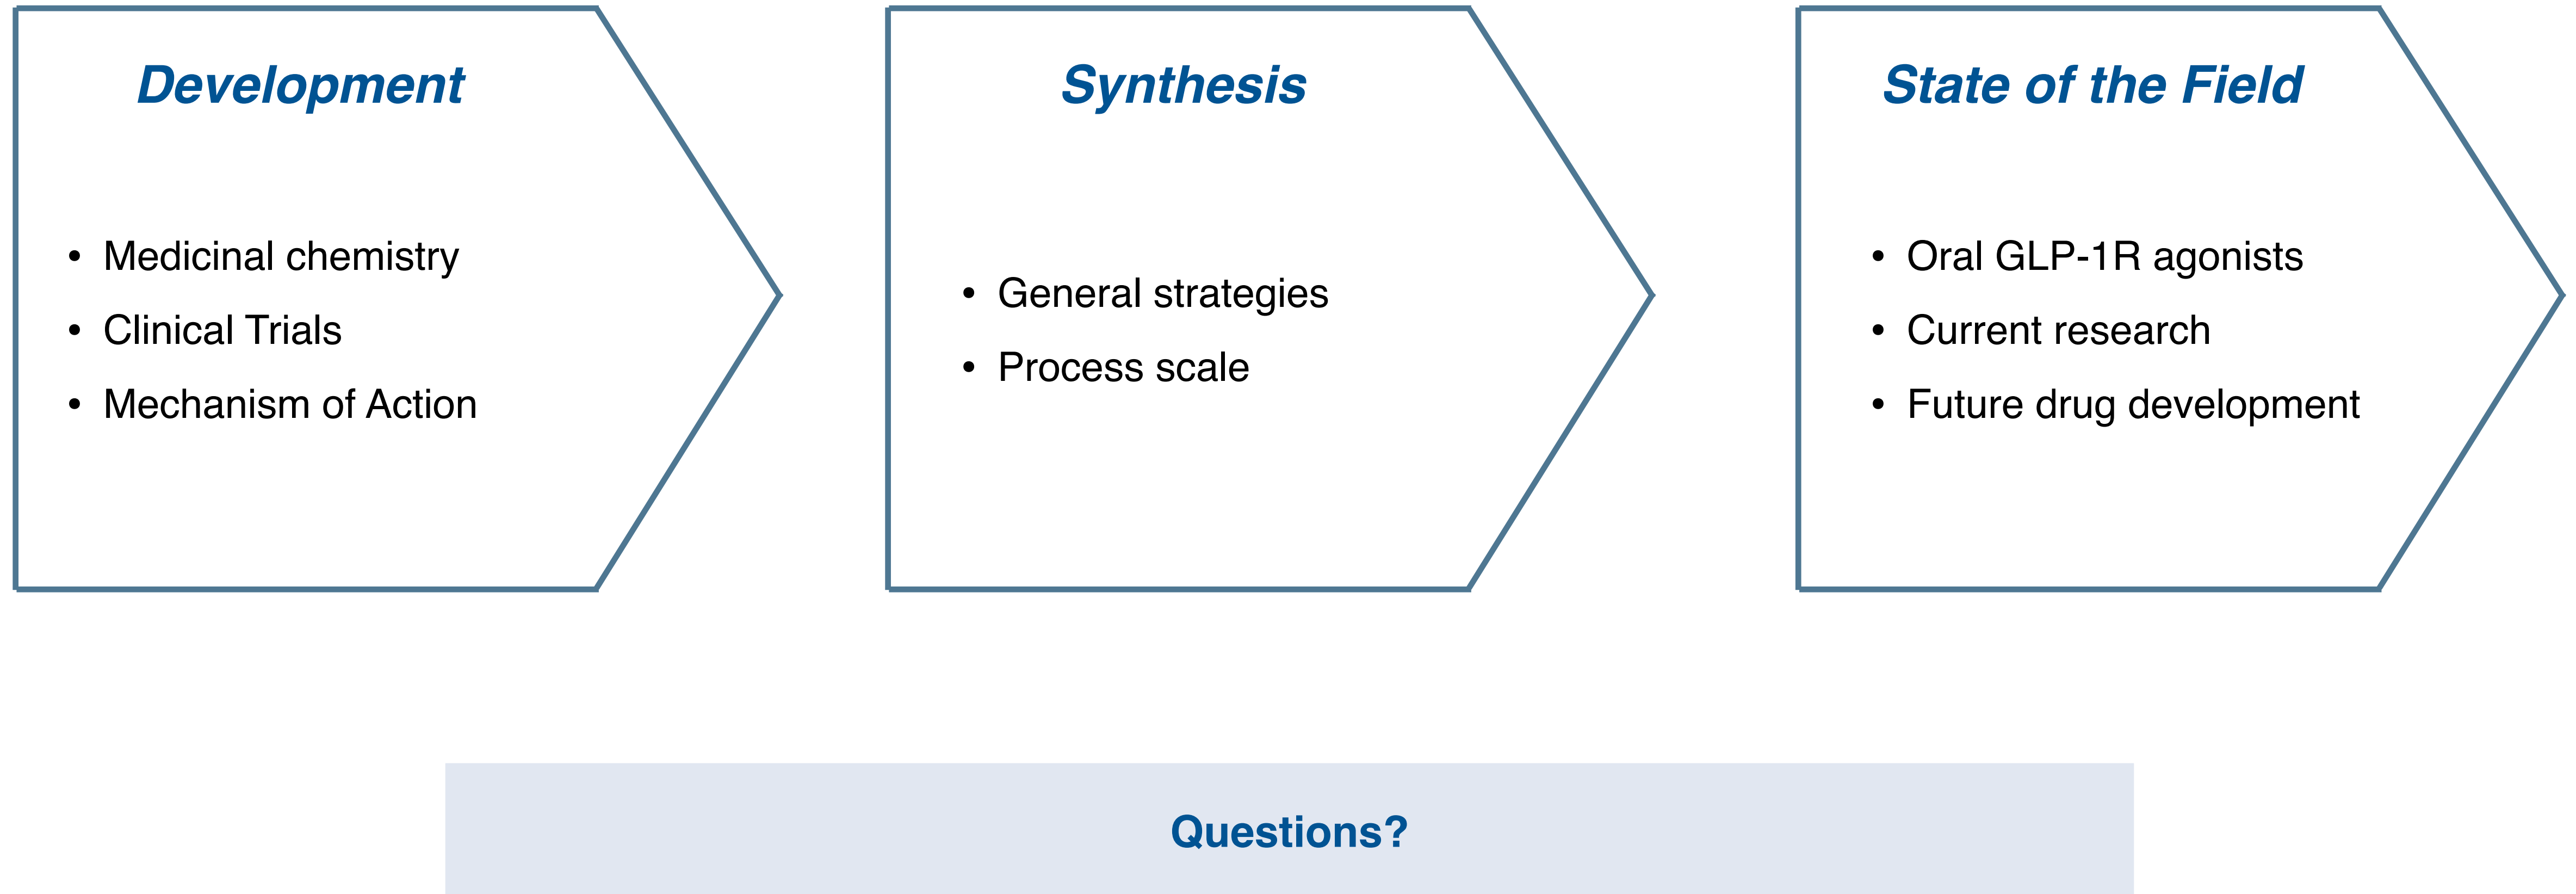 Development
• Medicinal chemistry
• Clinical Trials
• Mechanism of Action
Synthesis
• General strategies
• Process scale
State of the Field
• Oral GLP-1R agonists
• Current research
• Future drug development
Questions?